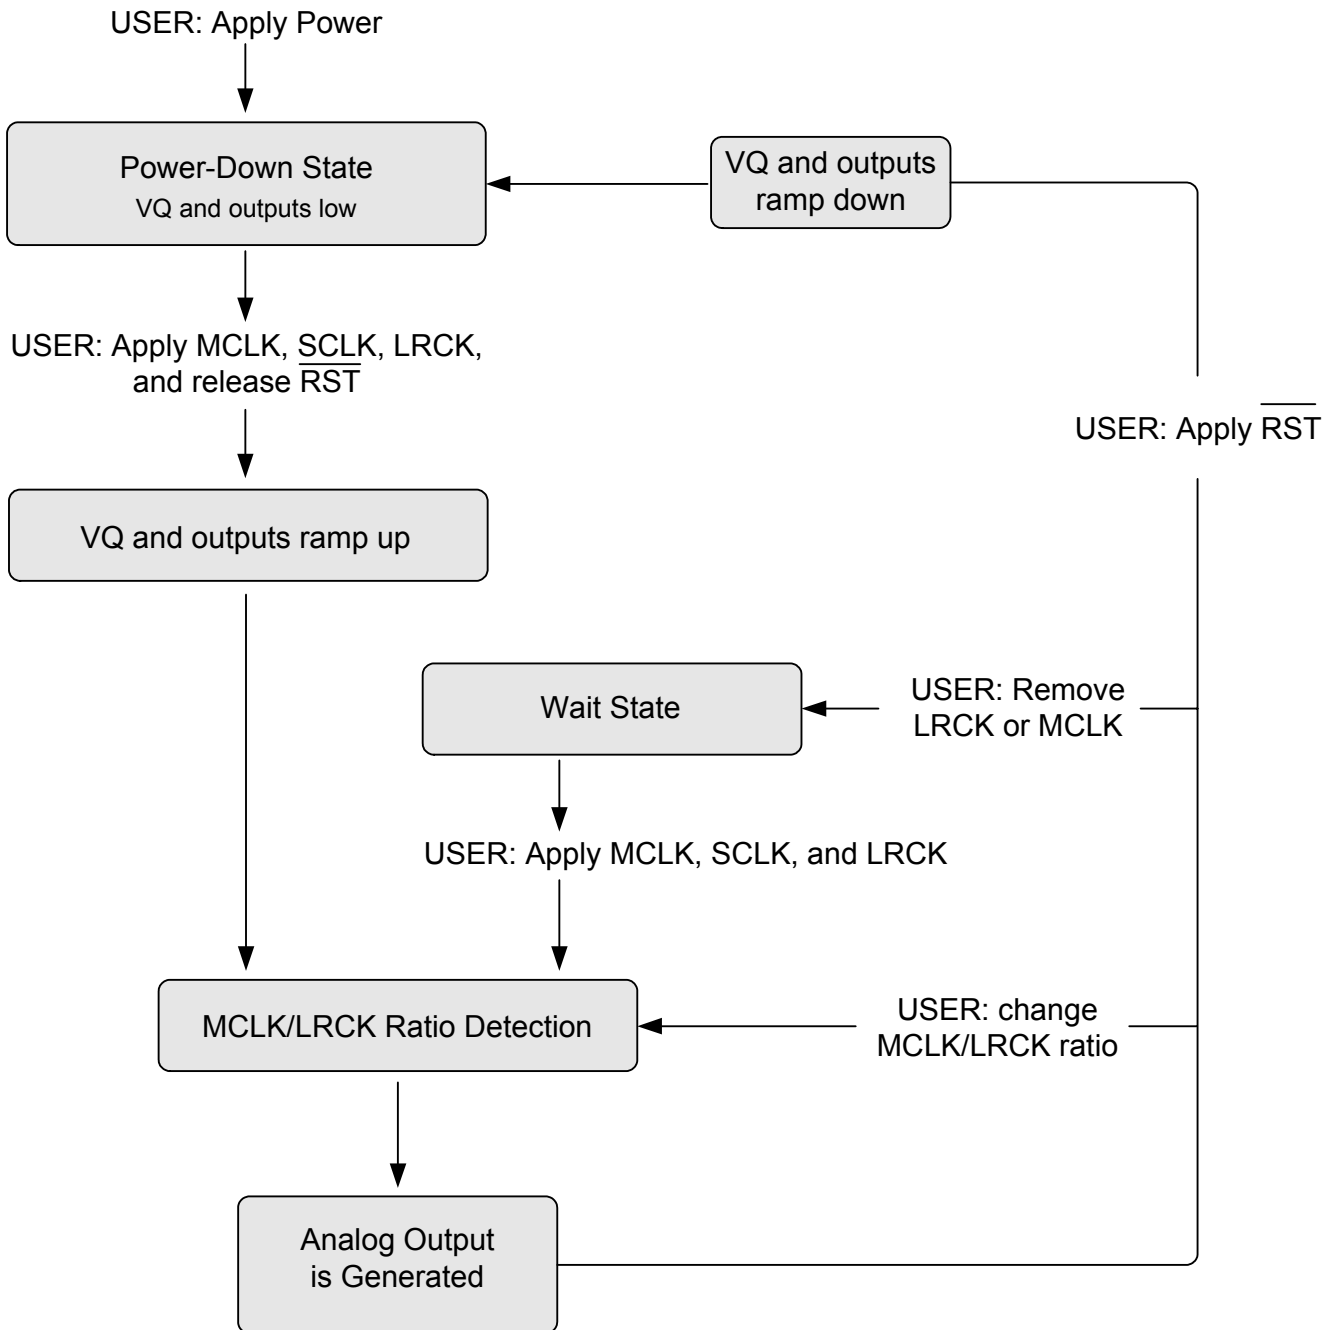 USER: Apply Power
Power-Down State
VQ and outputs low
VQ and outputs
ramp down
USER: Apply MCLK, SCLK, LRCK,
and release R̅S̅T̅
USER: Apply R̅S̅T̅
VQ and outputs ramp up
Wait State
USER: Remove
LRCK or MCLK
USER: Apply MCLK, SCLK, and LRCK
MCLK/LRCK Ratio Detection
USER: change
MCLK/LRCK ratio
Analog Output
is Generated